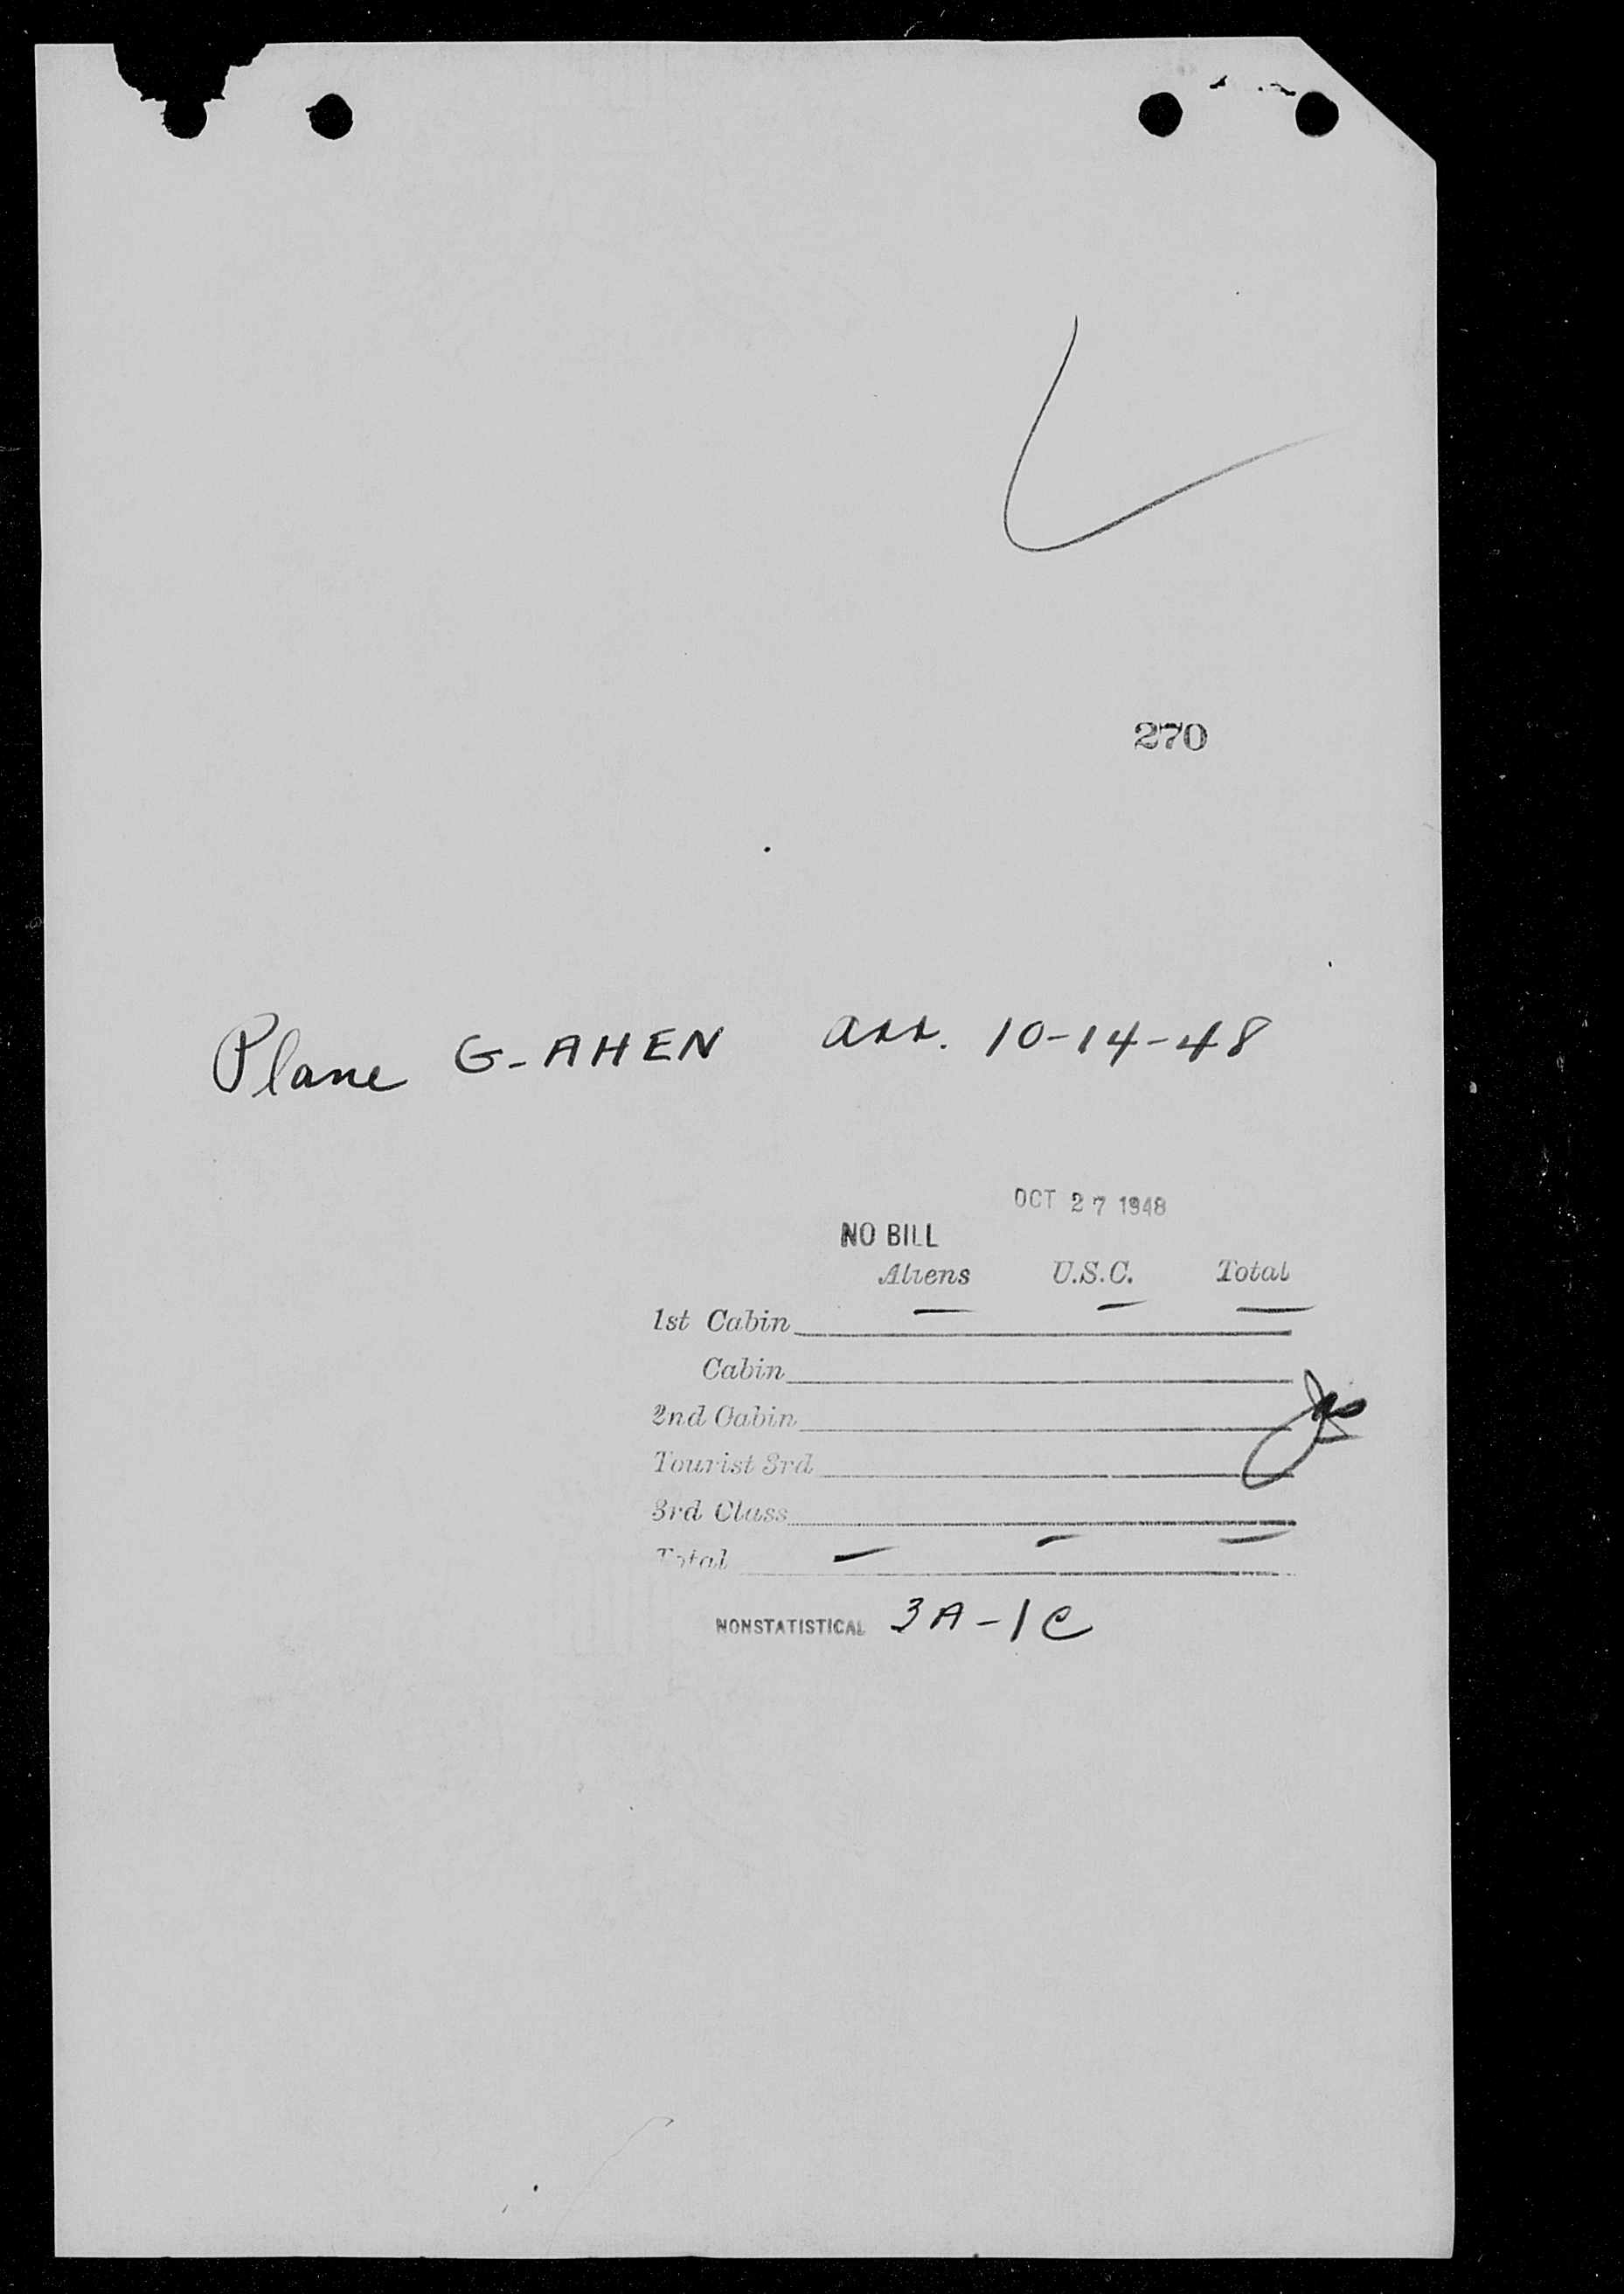 270
Plane G-AHEN arr. 10-14-48
OCT 27 1948
NO BILL
Aliens U.S.C. Total
1st Cabin — — —
Cabin
2nd Cabin
Tourist 3rd
3rd Class
Total — — —
NONSTATISTICAL 3A-1C